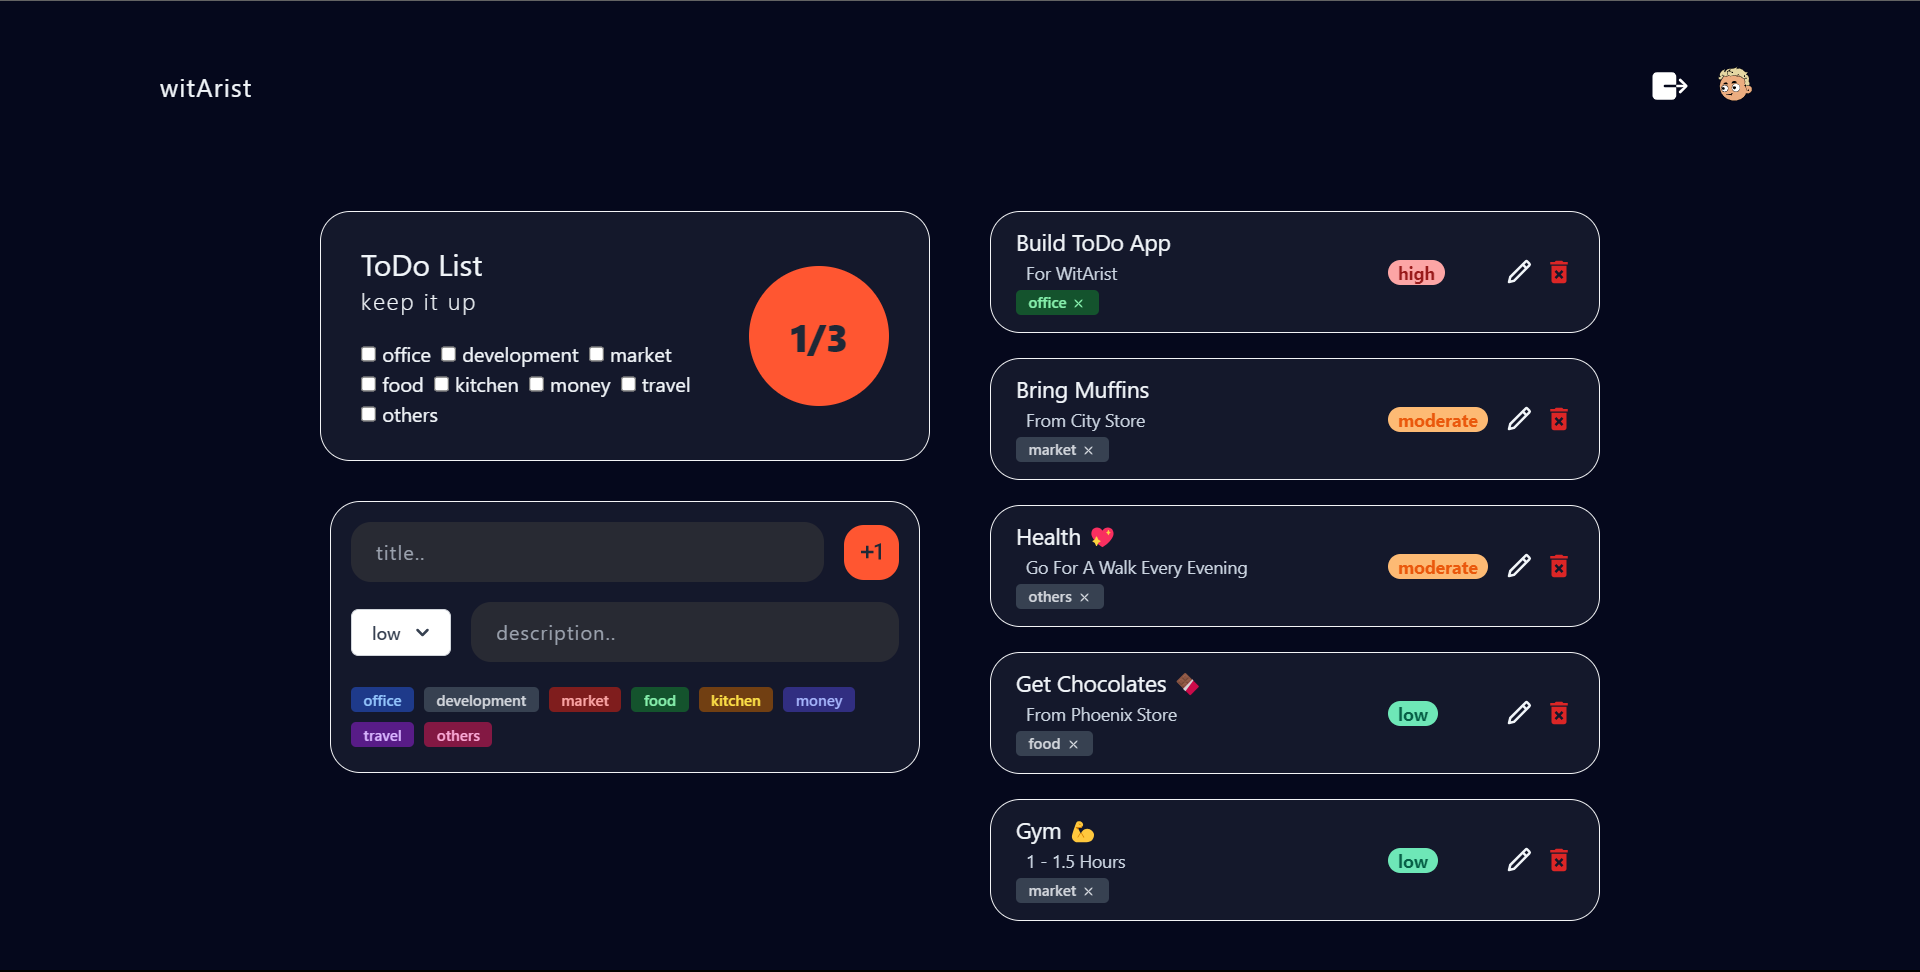 witArist
ToDo List
keep it up
office development market
food kitchen money travel
others
1/3
title..
+1
low
description..
office development market food kitchen money
travel others
Build ToDo App
For WitArist
high
office ×
Bring Muffins
From City Store
moderate
market ×
Health 💖
Go For A Walk Every Evening
moderate
others ×
Get Chocolates 🍫
From Phoenix Store
low
food ×
Gym 💪
1 - 1.5 Hours
low
market ×